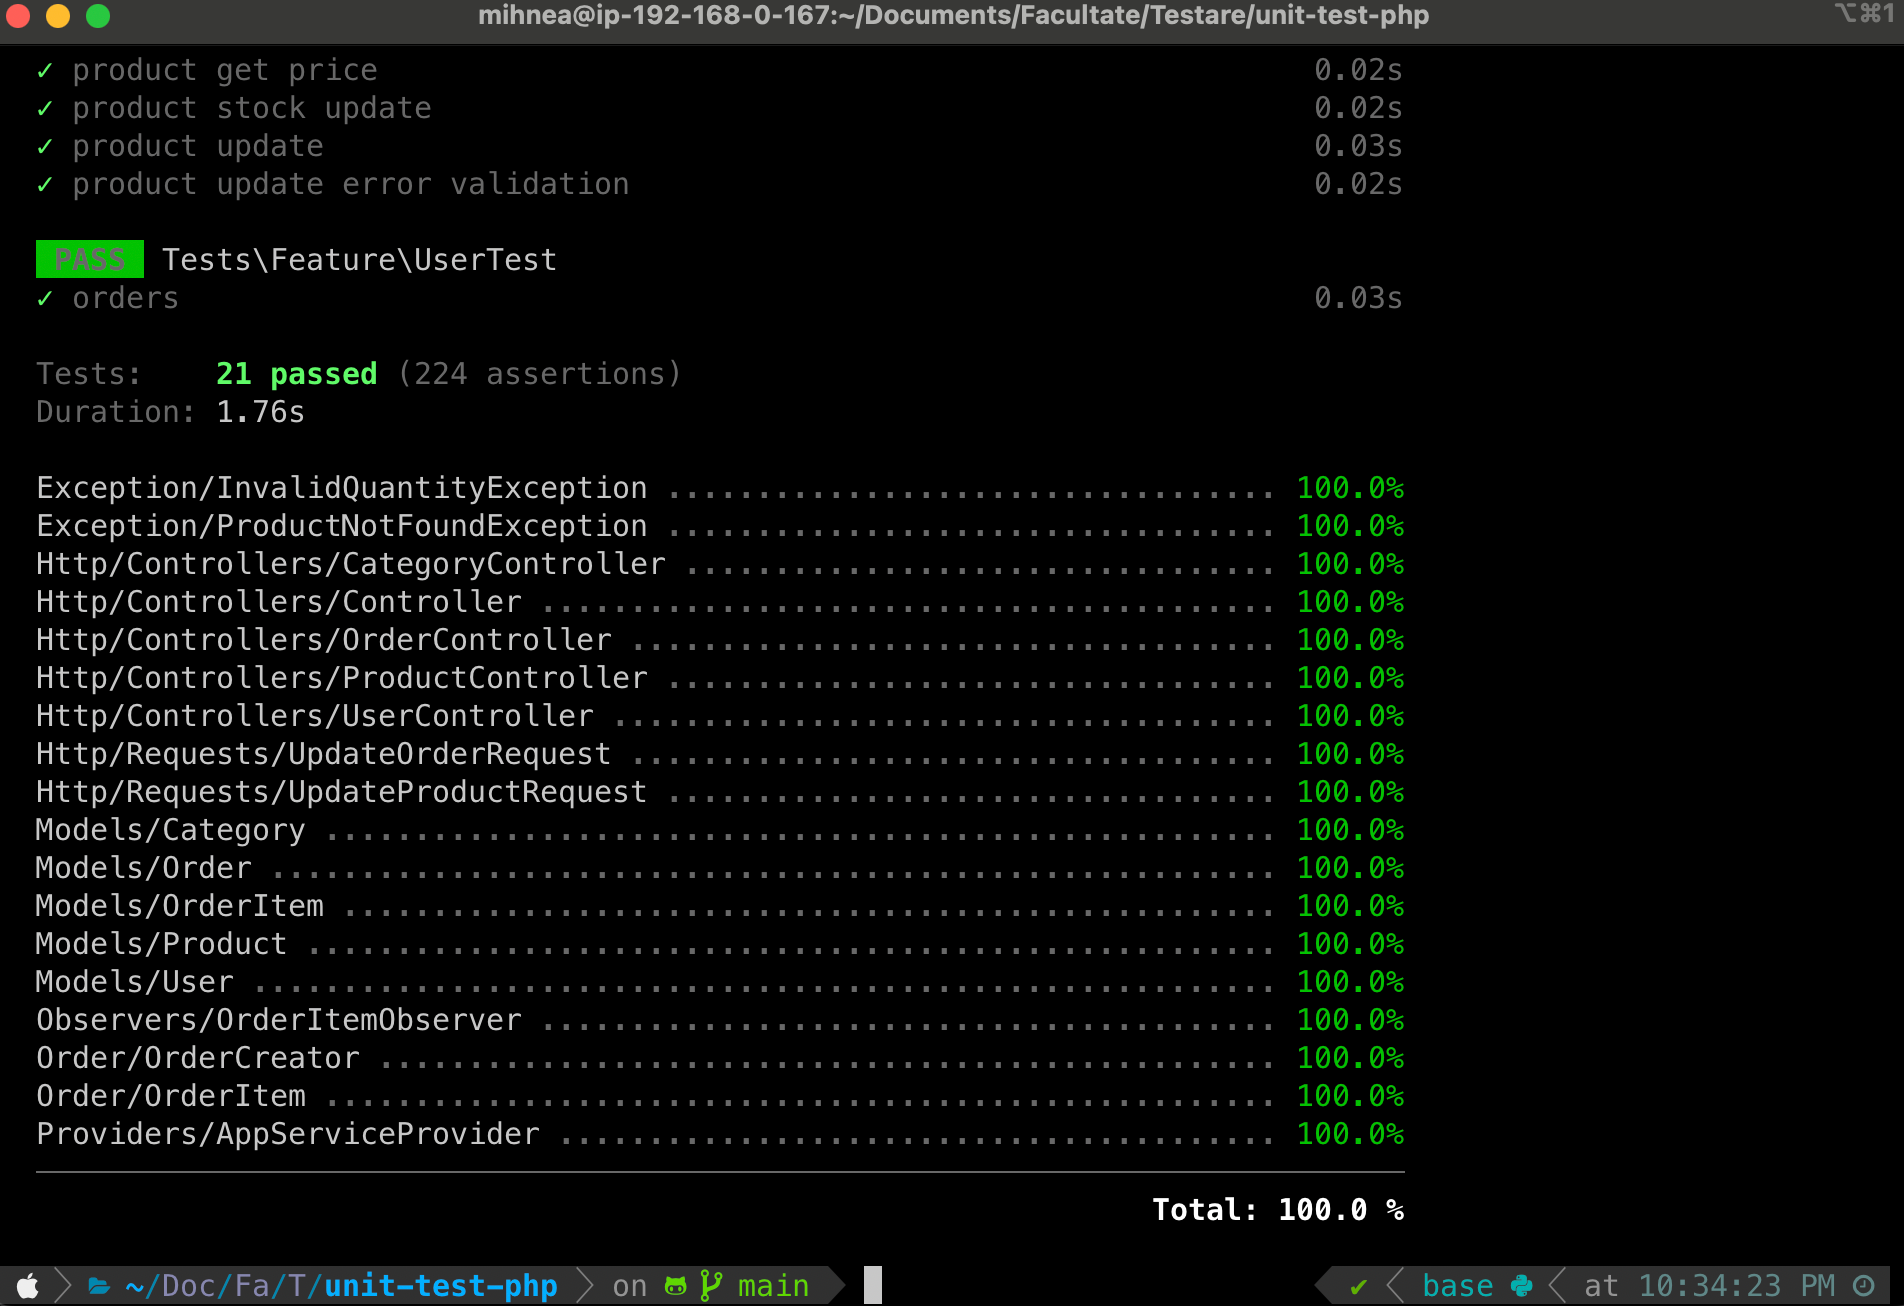 mihnea@ip-192-168-0-167:~/Documents/Facultate/Testare/unit-test-php ⌥⌘1
✓ product get price 0.02s
✓ product stock update 0.02s
✓ product update 0.03s
✓ product update error validation 0.02s
PASS Tests\Feature\UserTest
✓ orders 0.03s
Tests: 21 passed (224 assertions)
Duration: 1.76s
Exception/InvalidQuantityException .................................. 100.0%
Exception/ProductNotFoundException .................................. 100.0%
Http/Controllers/CategoryController ................................. 100.0%
Http/Controllers/Controller ......................................... 100.0%
Http/Controllers/OrderController .................................... 100.0%
Http/Controllers/ProductController .................................. 100.0%
Http/Controllers/UserController ..................................... 100.0%
Http/Requests/UpdateOrderRequest .................................... 100.0%
Http/Requests/UpdateProductRequest .................................. 100.0%
Models/Category ..................................................... 100.0%
Models/Order ........................................................ 100.0%
Models/OrderItem .................................................... 100.0%
Models/Product ...................................................... 100.0%
Models/User ......................................................... 100.0%
Observers/OrderItemObserver ......................................... 100.0%
Order/OrderCreator .................................................. 100.0%
Order/OrderItem ..................................................... 100.0%
Providers/AppServiceProvider ........................................ 100.0%
Total: 100.0 %
~/Doc/Fa/T/unit-test-php on main ✔ base at 10:34:23 PM